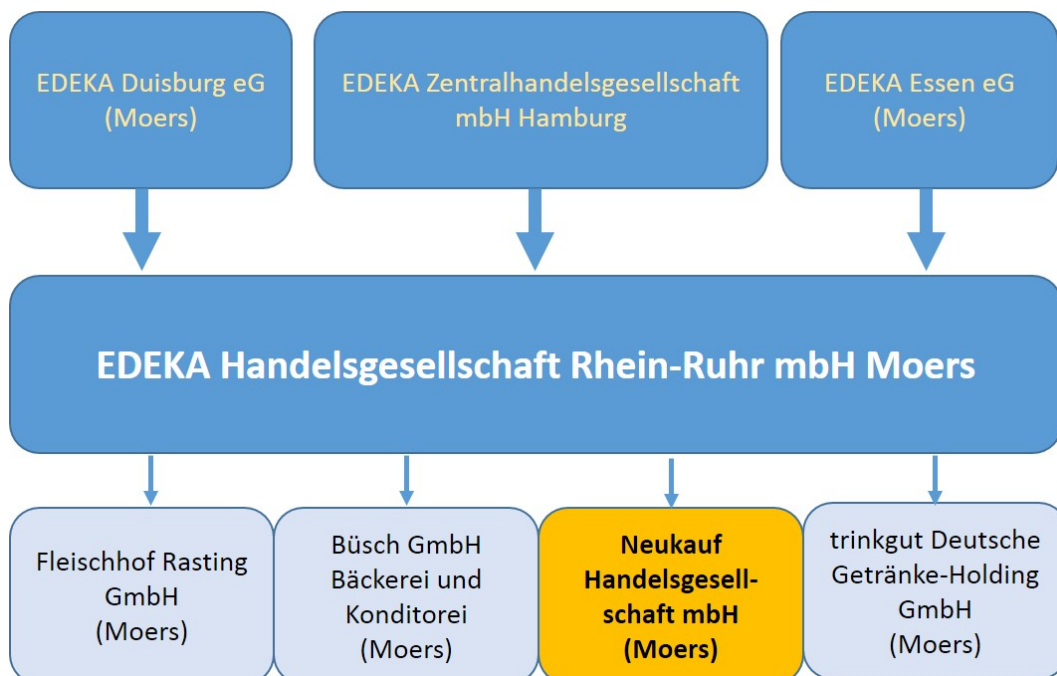 EDEKA Duisburg eG
(Moers)
EDEKA Zentralhandelsgesellschaft
mbH Hamburg
EDEKA Essen eG
(Moers)
EDEKA Handelsgesellschaft Rhein-Ruhr mbH Moers
Fleischhof Rasting
GmbH
(Moers)
Büsch GmbH
Bäckerei und
Konditorei
(Moers)
Neukauf
Handelsgesell-
schaft mbH
(Moers)
trinkgut Deutsche
Getränke-Holding
GmbH
(Moers)